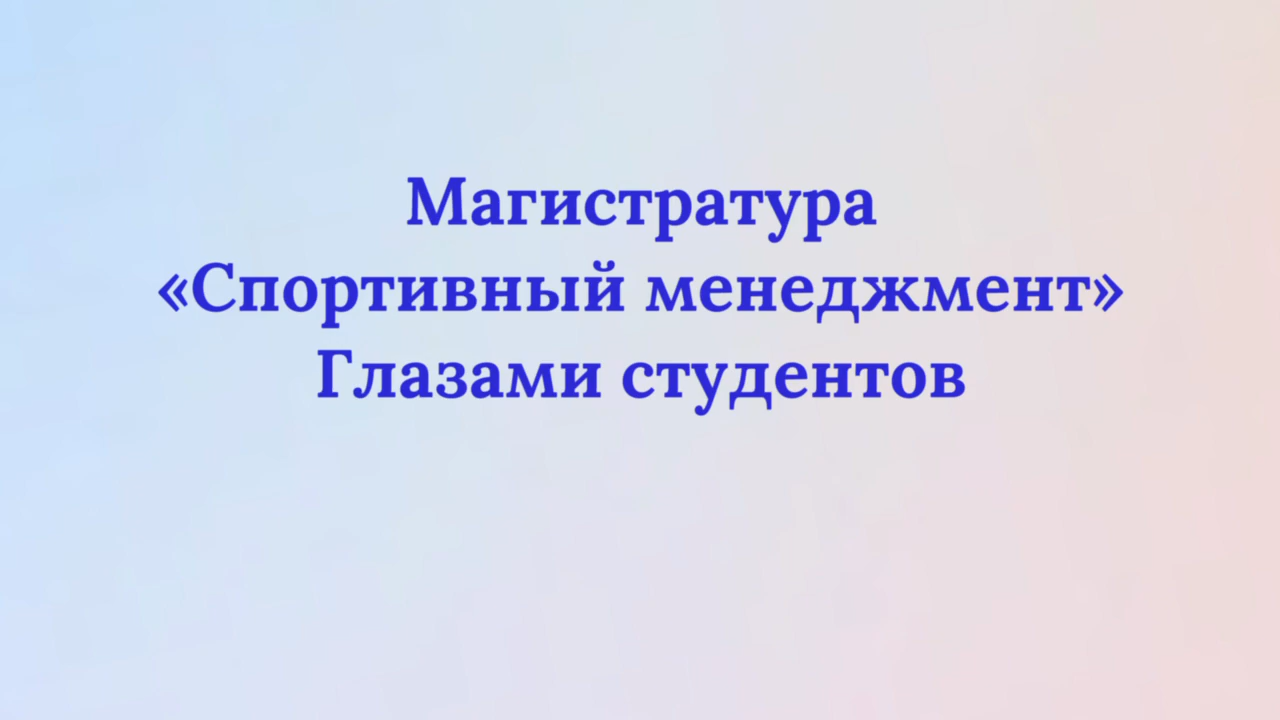 Магистратура
«Спортивный менеджмент»
Глазами студентов